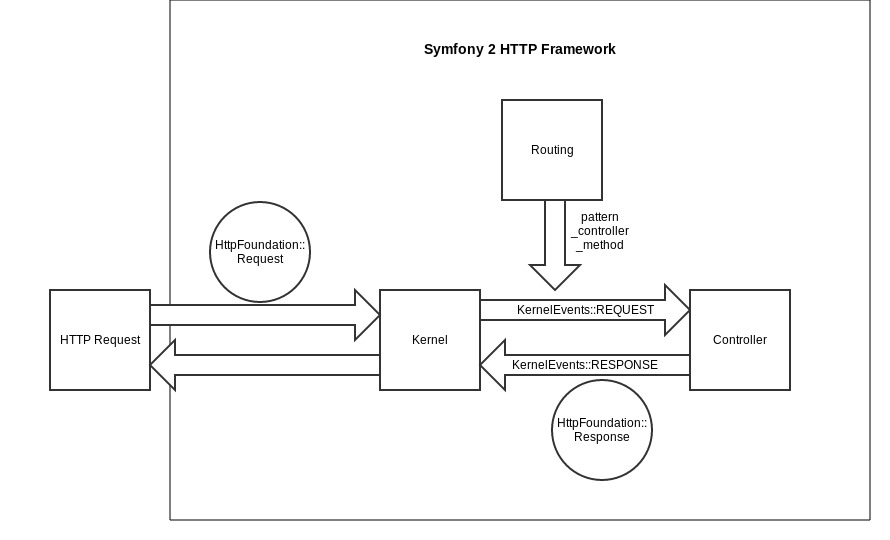 Symfony 2 HTTP Framework
Routing
pattern
_controller
_method
HttpFoundation::
Request
HTTP Request
Kernel
KernelEvents::REQUEST
Controller
KernelEvents::RESPONSE
HttpFoundation::
Response